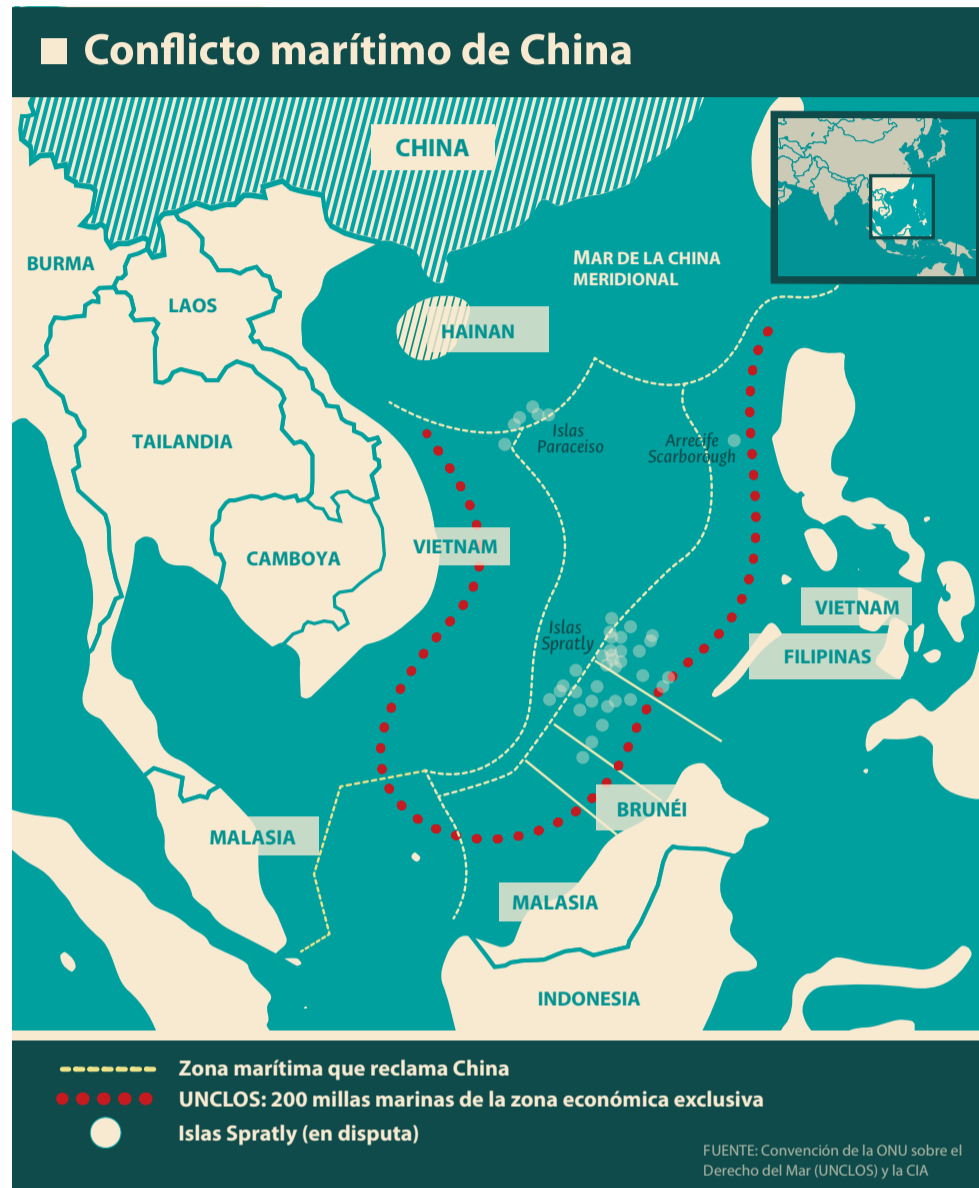 Conflicto marítimo de China
CHINA
BURMA
MAR DE LA CHINA
MERIDIONAL
LAOS
HAINAN
TAILANDIA
Islas
Paraceiso
Arrecife
Scarborough
VIETNAM
CAMBOYA
VIETNAM
Islas
Spratly
FILIPINAS
BRUNÉI
MALASIA
MALASIA
INDONESIA
Zona marítima que reclama China
UNCLOS: 200 millas marinas de la zona económica exclusiva
Islas Spratly (en disputa)
FUENTE: Convención de la ONU sobre el
Derecho del Mar (UNCLOS) y la CIA